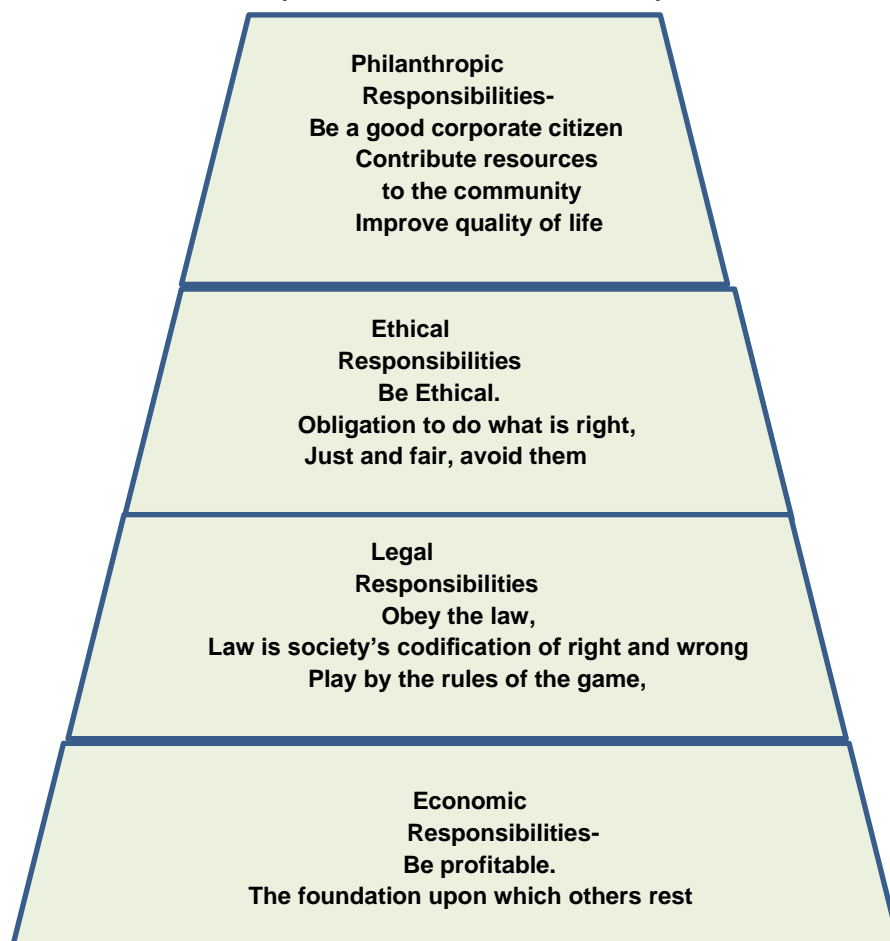 Philanthropic
Responsibilities-
Be a good corporate citizen
Contribute resources
to the community
Improve quality of life
Ethical
Responsibilities
Be Ethical.
Obligation to do what is right,
Just and fair, avoid them
Legal
Responsibilities
Obey the law,
Law is society's codification of right and wrong
Play by the rules of the game,
Economic
Responsibilities-
Be profitable.
The foundation upon which others rest